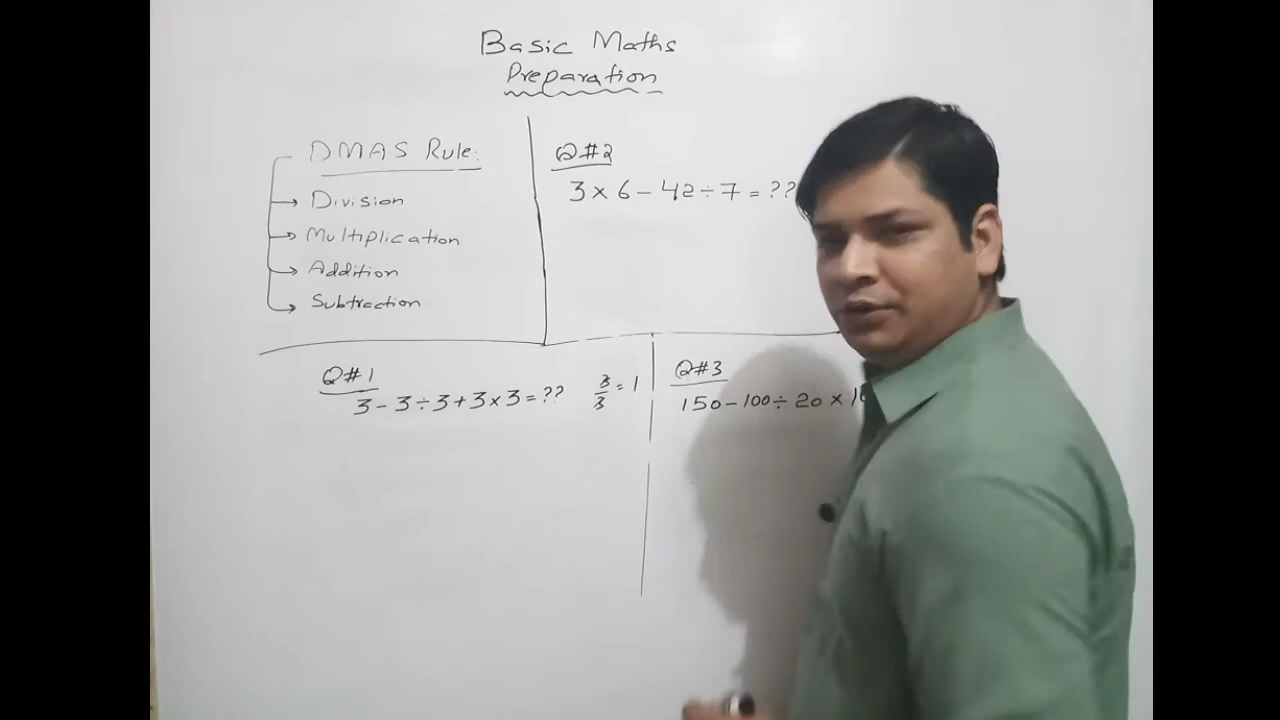 Basic Maths
Preparation
DMAS Rule:
Division
Multiplication
Addition
Subtraction
Q#2
3 × 6 - 42 ÷ 7 = ??
Q#1
3 - 3 ÷ 3 + 3 × 3 = ??
3/3 = 1
Q#3
150 - 100 ÷ 20 ×